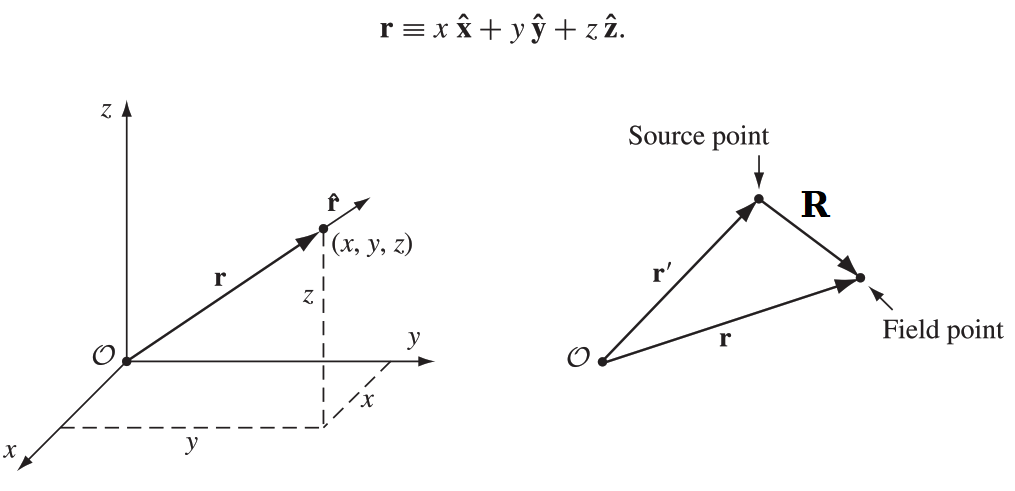 r ≡ x x̂ + y ŷ + z ẑ.
z
r̂
(x, y, z)
r
z
y
𝒪
x
y
x
Source point
R
r′
Field point
r
𝒪